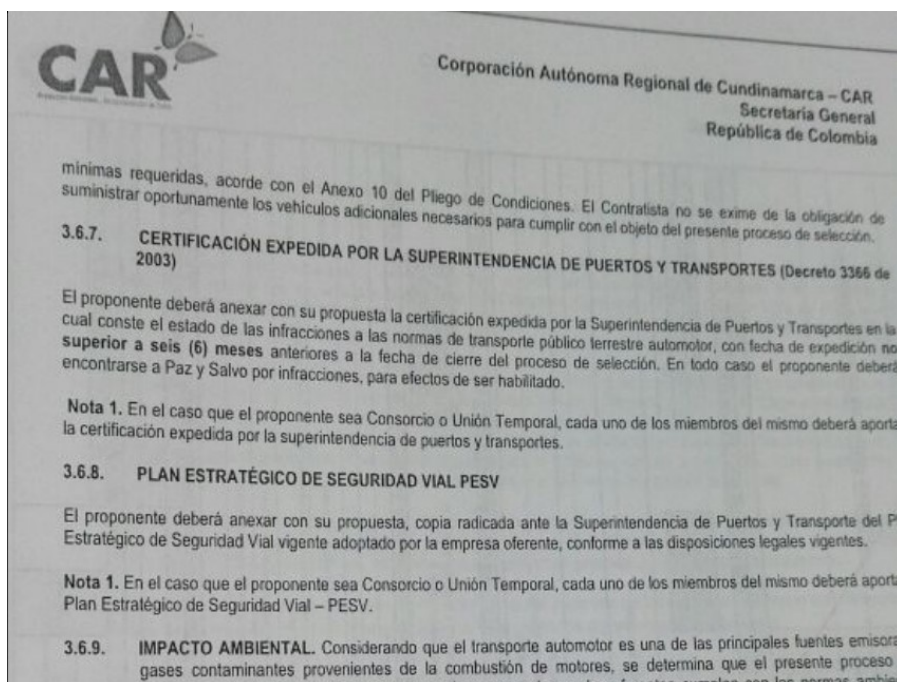 CAR
Corporación Autónoma Regional de Cundinamarca – CAR
Secretaría General
República de Colombia
mínimas requeridas, acorde con el Anexo 10 del Pliego de Condiciones. El Contratista no se exime de la obligación de
suministrar oportunamente los vehículos adicionales necesarios para cumplir con el objeto del presente proceso de selección.
3.6.7. CERTIFICACIÓN EXPEDIDA POR LA SUPERINTENDENCIA DE PUERTOS Y TRANSPORTES (Decreto 3366 de
2003)
El proponente deberá anexar con su propuesta la certificación expedida por la Superintendencia de Puertos y Transportes en la
cual conste el estado de las infracciones a las normas de transporte público terrestre automotor, con fecha de expedición no
superior a seis (6) meses anteriores a la fecha de cierre del proceso de selección. En todo caso el proponente deberá
encontrarse a Paz y Salvo por infracciones, para efectos de ser habilitado.
Nota 1. En el caso que el proponente sea Consorcio o Unión Temporal, cada uno de los miembros del mismo deberá aporta
la certificación expedida por la superintendencia de puertos y transportes.
3.6.8. PLAN ESTRATÉGICO DE SEGURIDAD VIAL PESV
El proponente deberá anexar con su propuesta, copia radicada ante la Superintendencia de Puertos y Transporte del P
Estratégico de Seguridad Vial vigente adoptado por la empresa oferente, conforme a las disposiciones legales vigentes.
Nota 1. En el caso que el proponente sea Consorcio o Unión Temporal, cada uno de los miembros del mismo deberá aporta
Plan Estratégico de Seguridad Vial – PESV.
3.6.9. IMPACTO AMBIENTAL. Considerando que el transporte automotor es una de las principales fuentes emisora
gases contaminantes provenientes de la combustión de motores, se determina que el presente proceso